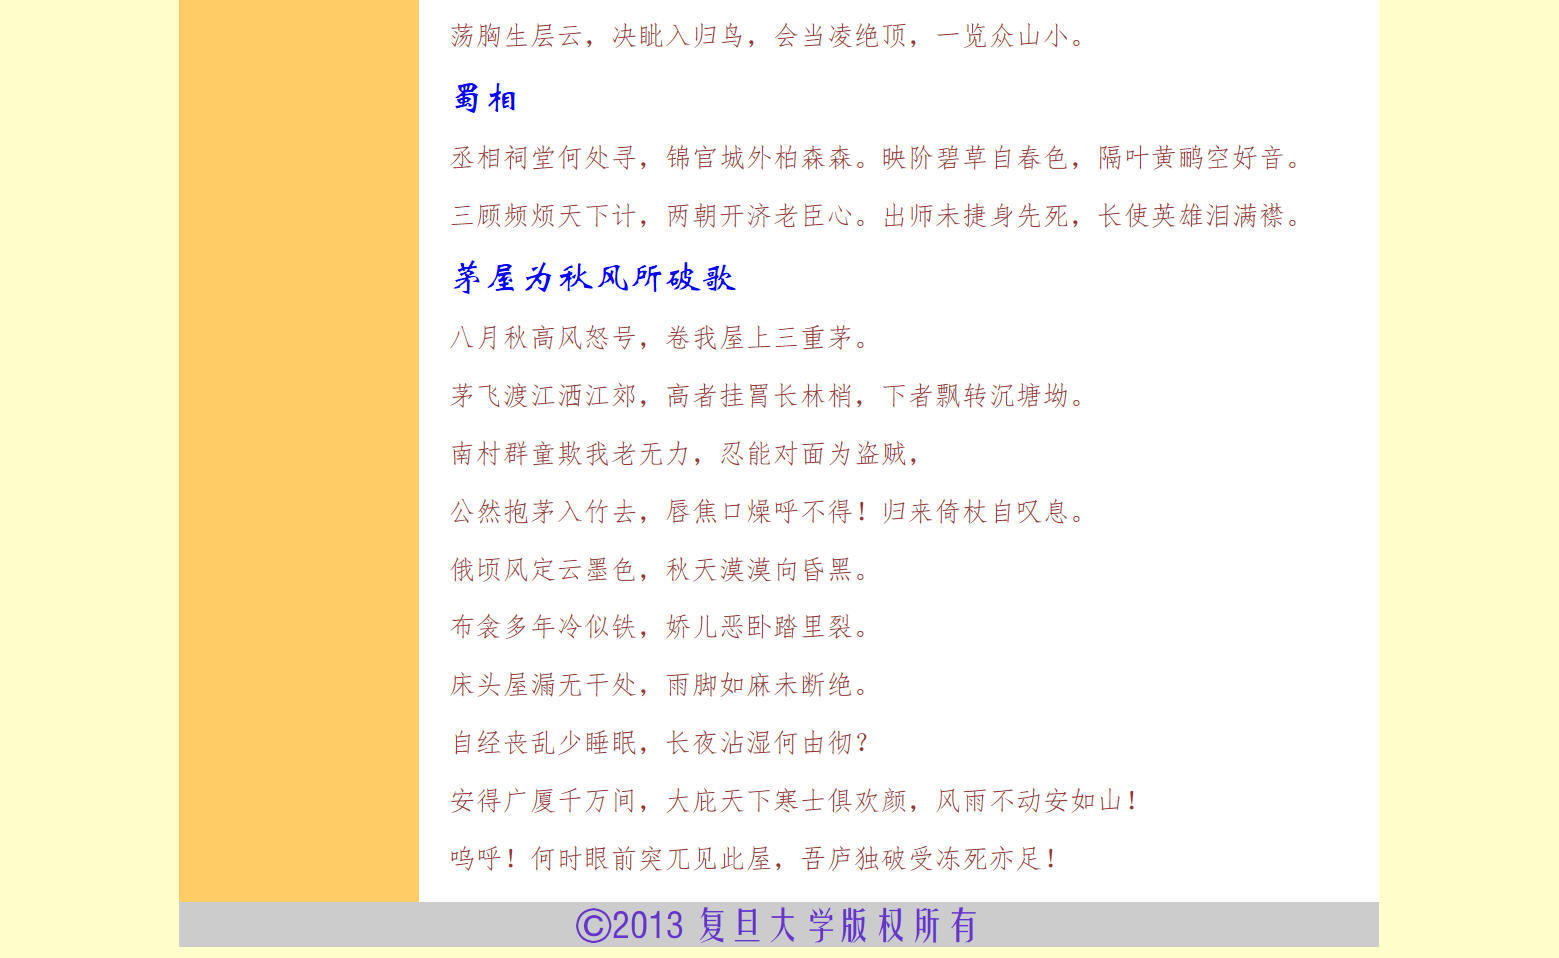 荡胸生层云，决眦入归鸟，会当凌绝顶，一览众山小。
蜀相
丞相祠堂何处寻，锦官城外柏森森。映阶碧草自春色，隔叶黄鹂空好音。
三顾频烦天下计，两朝开济老臣心。出师未捷身先死，长使英雄泪满襟。
茅屋为秋风所破歌
八月秋高风怒号，卷我屋上三重茅。
茅飞渡江洒江郊，高者挂罥长林梢，下者飘转沉塘坳。
南村群童欺我老无力，忍能对面为盗贼，
公然抱茅入竹去，唇焦口燥呼不得！归来倚杖自叹息。
俄顷风定云墨色，秋天漠漠向昏黑。
布衾多年冷似铁，娇儿恶卧踏里裂。
床头屋漏无干处，雨脚如麻未断绝。
自经丧乱少睡眠，长夜沾湿何由彻？
安得广厦千万间，大庇天下寒士俱欢颜，风雨不动安如山！
呜呼！何时眼前突兀见此屋，吾庐独破受冻死亦足！
©2013 复旦大学版权所有